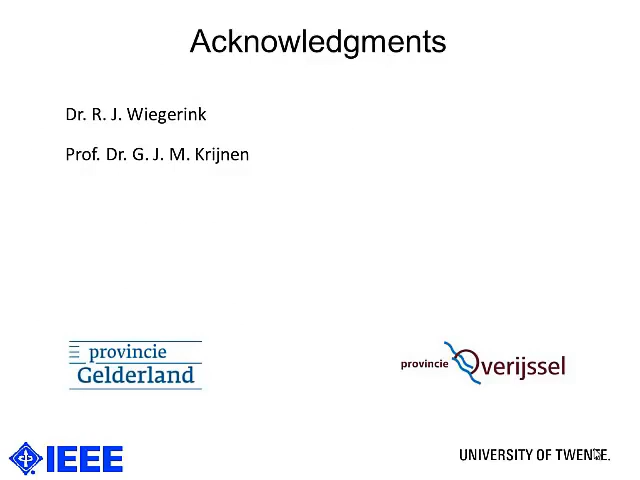 Acknowledgments
Dr. R. J. Wiegerink
Prof. Dr. G. J. M. Krijnen
provincie
Gelderland
provincie Overijssel
IEEE
UNIVERSITY OF TWENTE.